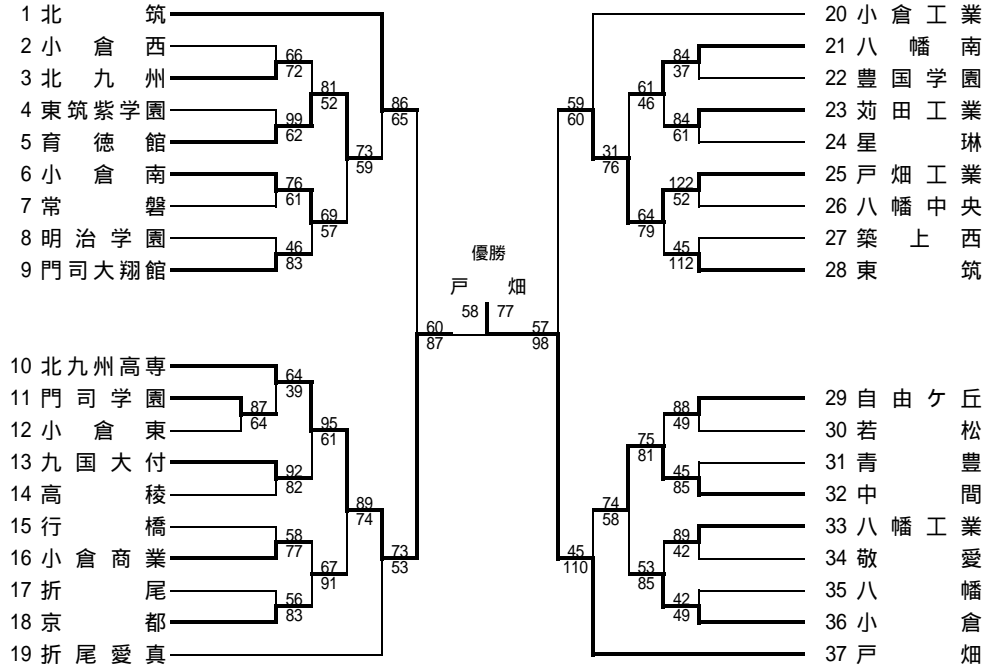 1 北筑
2 小倉西
3 北九州
4 東筑紫学園
5 育徳館
6 小倉南
7 常磐
8 明治学園
9 門司大翔館
66
72
99
62
76
61
46
83
81
52
69
57
73
59
86
65
10 北九州高専
11 門司学園
12 小倉東
13 九国大付
14 高稜
15 行橋
16 小倉商業
17 折尾
18 京都
19 折尾愛真
87
64
64
39
92
82
58
77
56
83
95
61
67
91
89
74
73
53
60
87
優勝
戸畑
58 77
57
98
20 小倉工業
21 八幡南
22 豊国学園
23 苅田工業
24 星琳
25 戸畑工業
26 八幡中央
27 築上西
28 東筑
84
37
84
61
122
52
45
112
61
46
64
79
31
76
59
60
29 自由ケ丘
30 若松
31 青豊
32 中間
33 八幡工業
34 敬愛
35 八幡
36 小倉
37 戸畑
88
49
45
85
89
42
42
49
75
81
53
85
74
58
45
110